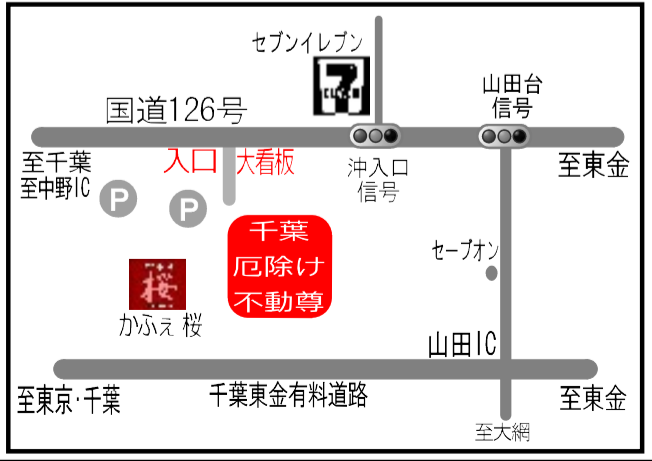 セブンイレブン
7
ELEVEN
山田台
信号
国道126号
至千葉
至中野IC
入口
大看板
沖入口
信号
至東金
P
P
千葉
厄除け
不動尊
セーブオン
桜
かふぇ 桜
山田IC
至東京・千葉
千葉東金有料道路
至東金
至大網